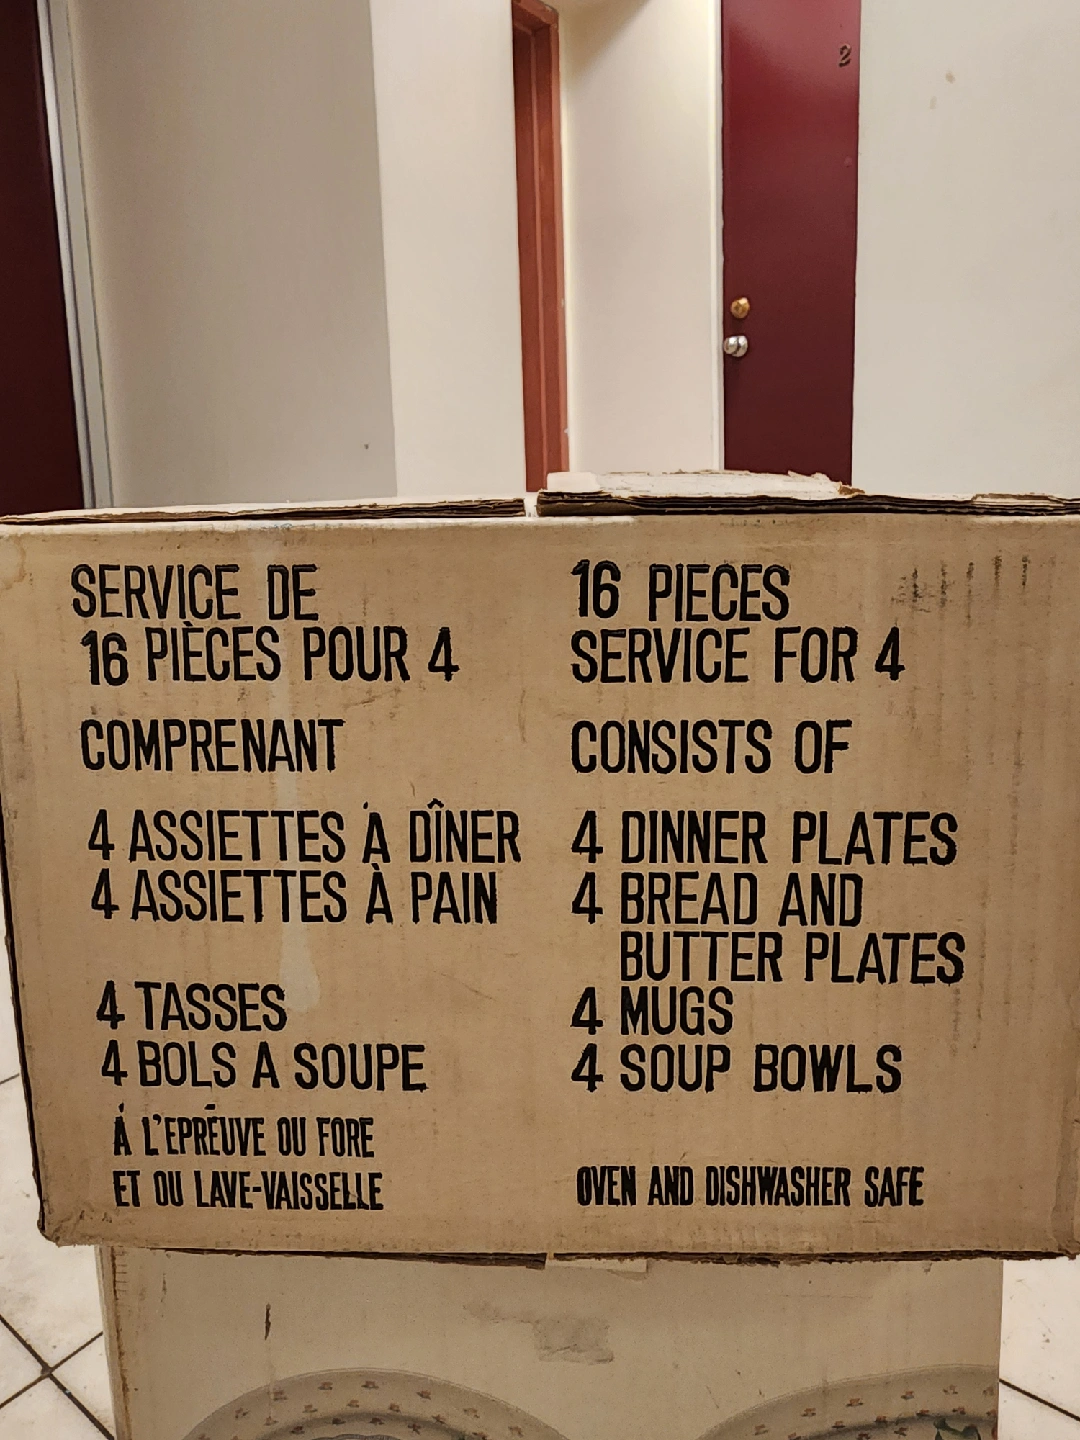 2
SERVICE DE
16 PIÈCES POUR 4
COMPRENANT
4 ASSIETTES À DÎNER
4 ASSIETTES À PAIN
4 TASSES
4 BOLS A SOUPE
À L'EPRÉUVE OU FORE
ET OU LAVE-VAISSELLE
16 PIECES
SERVICE FOR 4
CONSISTS OF
4 DINNER PLATES
4 BREAD AND
BUTTER PLATES
4 MUGS
4 SOUP BOWLS
OVEN AND DISHWASHER SAFE